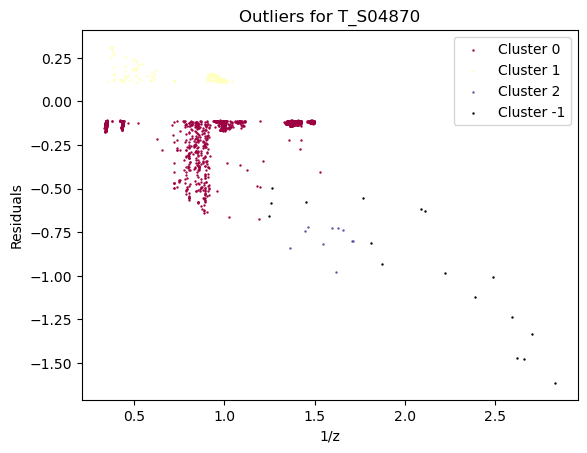 Outliers for T_S04870
Cluster 0
Cluster 1
Cluster 2
Cluster -1
Residuals
0.25
0.00
−0.25
−0.50
−0.75
−1.00
−1.25
−1.50
0.5 1.0 1.5 2.0 2.5
1/z